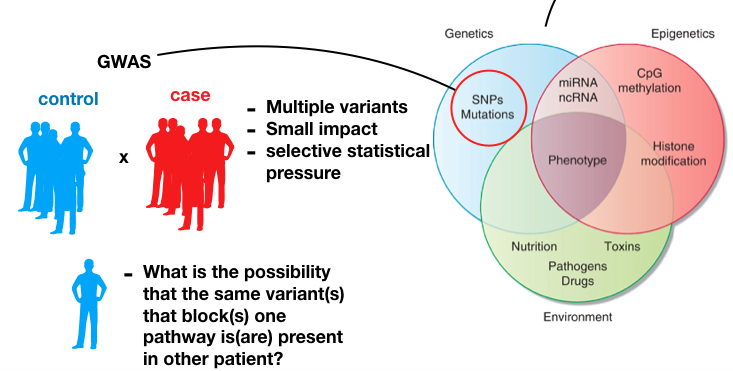 GWAS
control
case
x
- Multiple variants
- Small impact
- selective statistical
pressure
- What is the possibility
that the same variant(s)
that block(s) one
pathway is(are) present
in other patient?
Genetics
Epigenetics
SNPs
Mutations
miRNA
ncRNA
CpG
methylation
Phenotype
Histone
modification
Nutrition
Toxins
Pathogens
Drugs
Environment